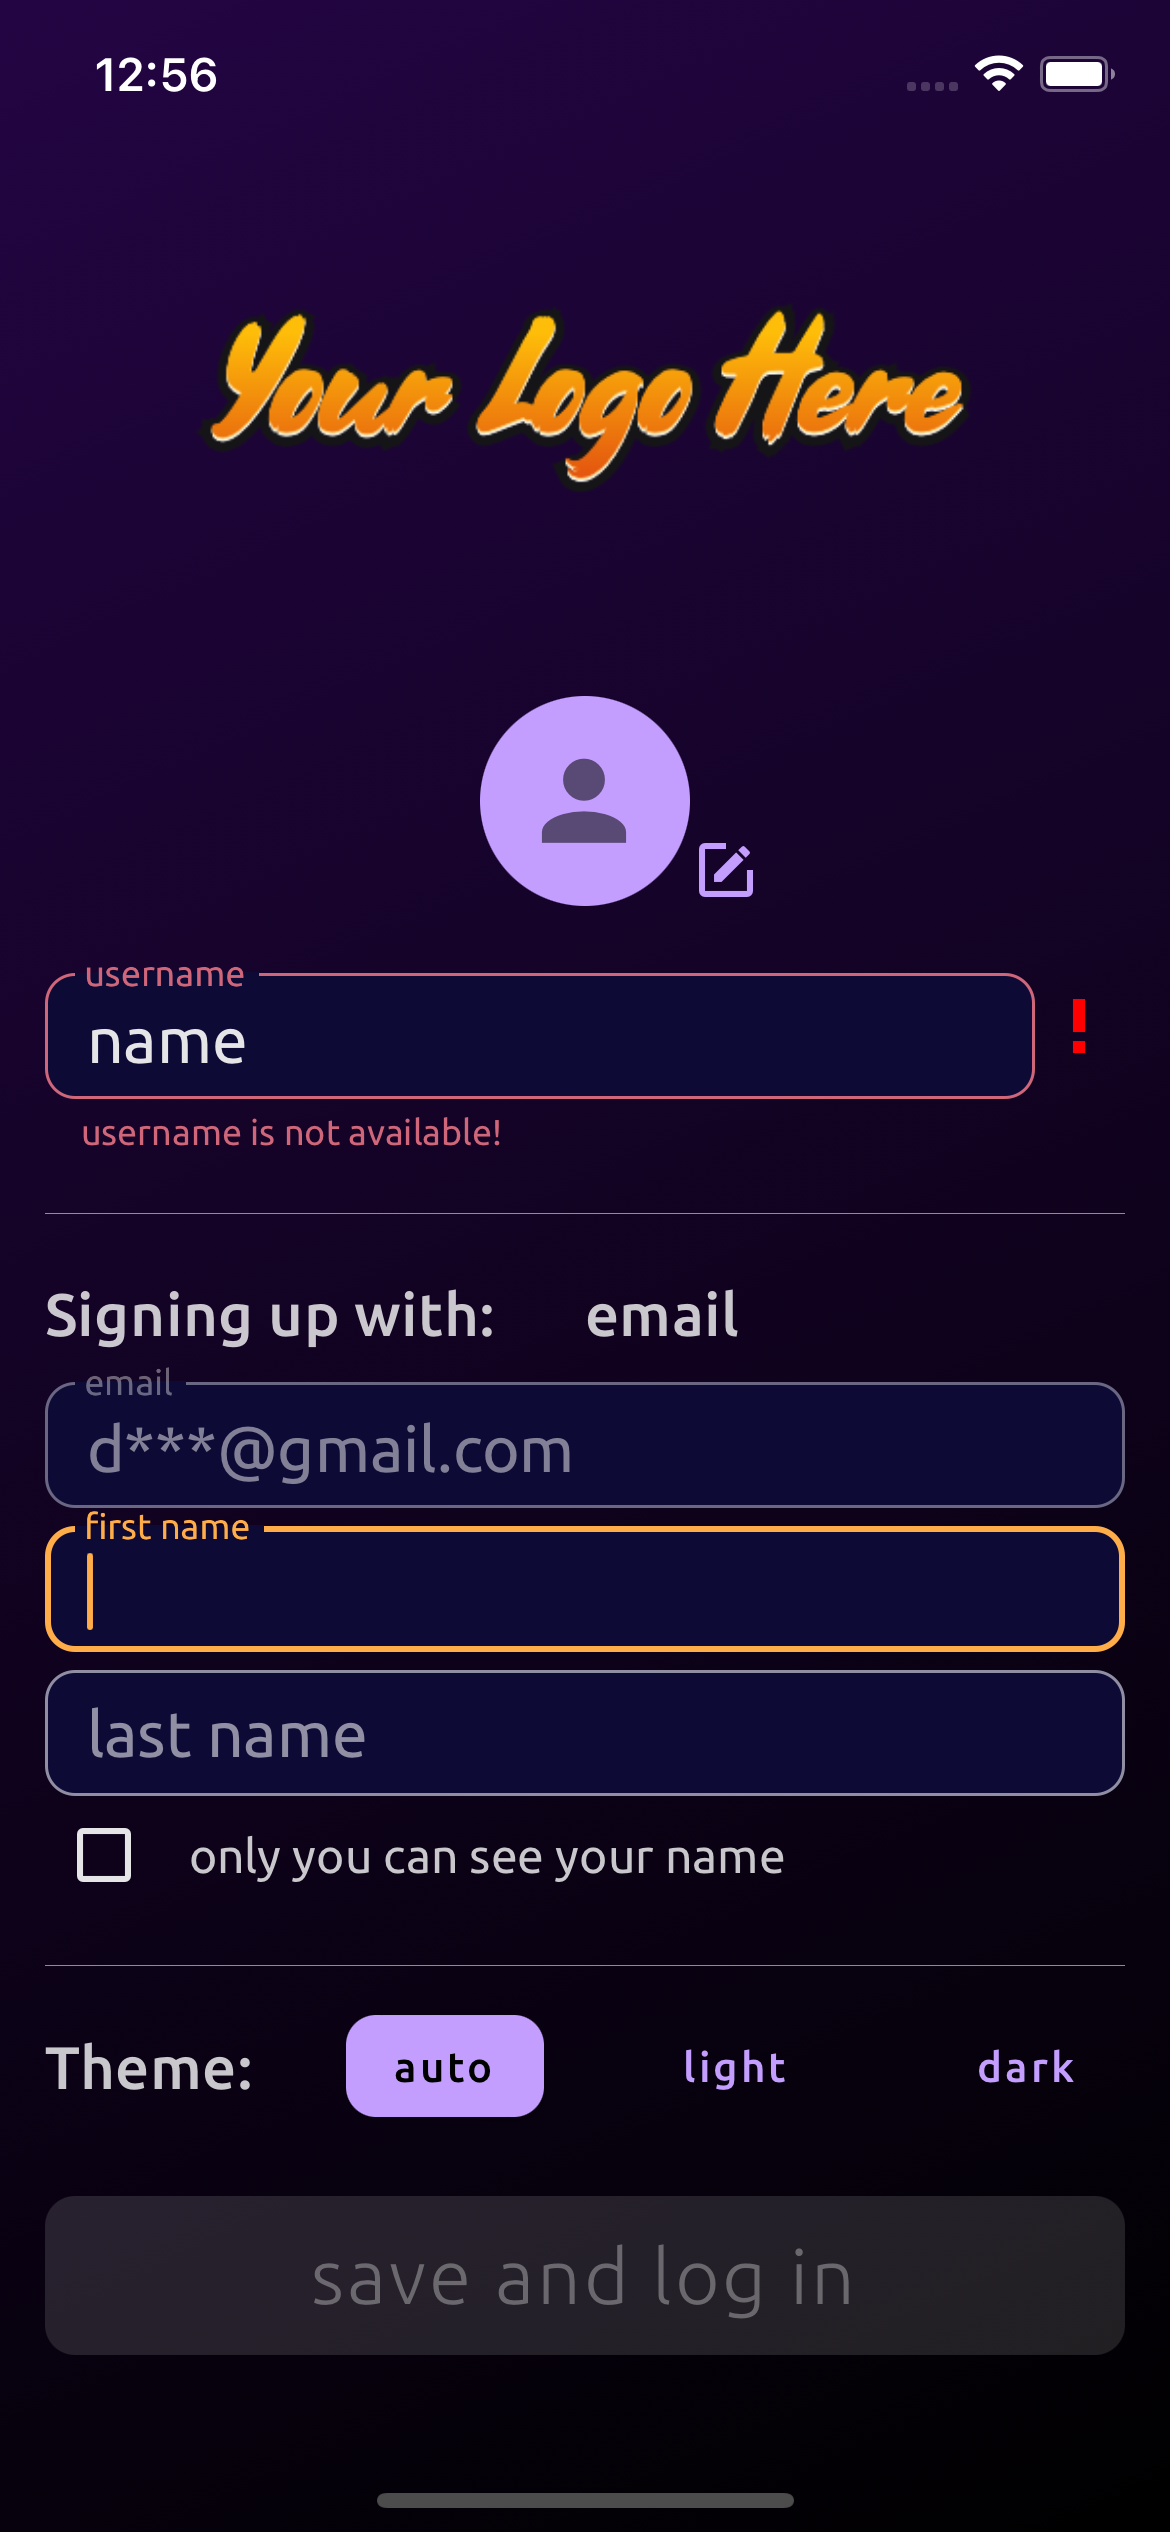 12:56
Your Logo Here
username
name
!
username is not available!
Signing up with: email
email
d***@gmail.com
first name
last name
only you can see your name
Theme: auto light dark
save and log in